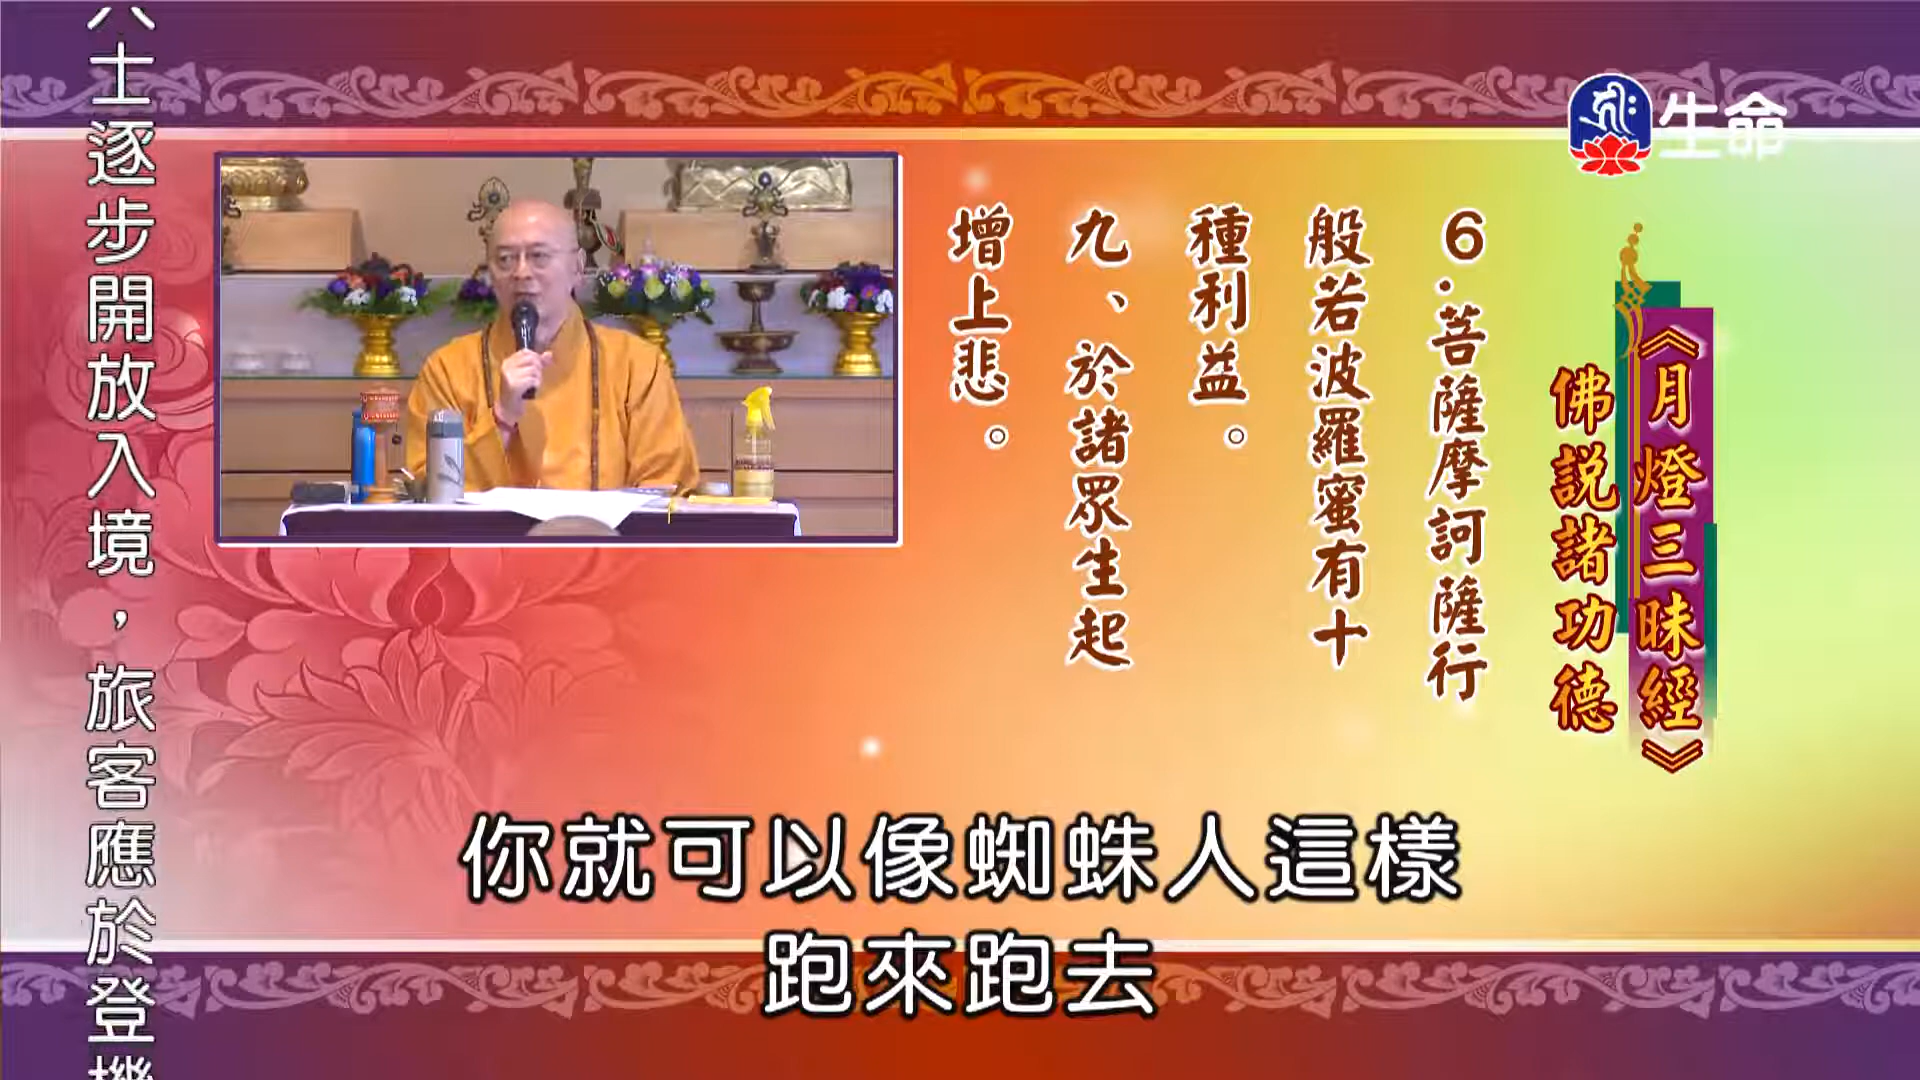 生命
《月燈三昧經》
佛説諸功德
6.菩薩摩訶薩行
般若波羅蜜有十
種利益。
九、於諸眾生起
增上悲。
士逐步開放入境，旅客應於登機
你就可以像蜘蛛人這樣
跑來跑去